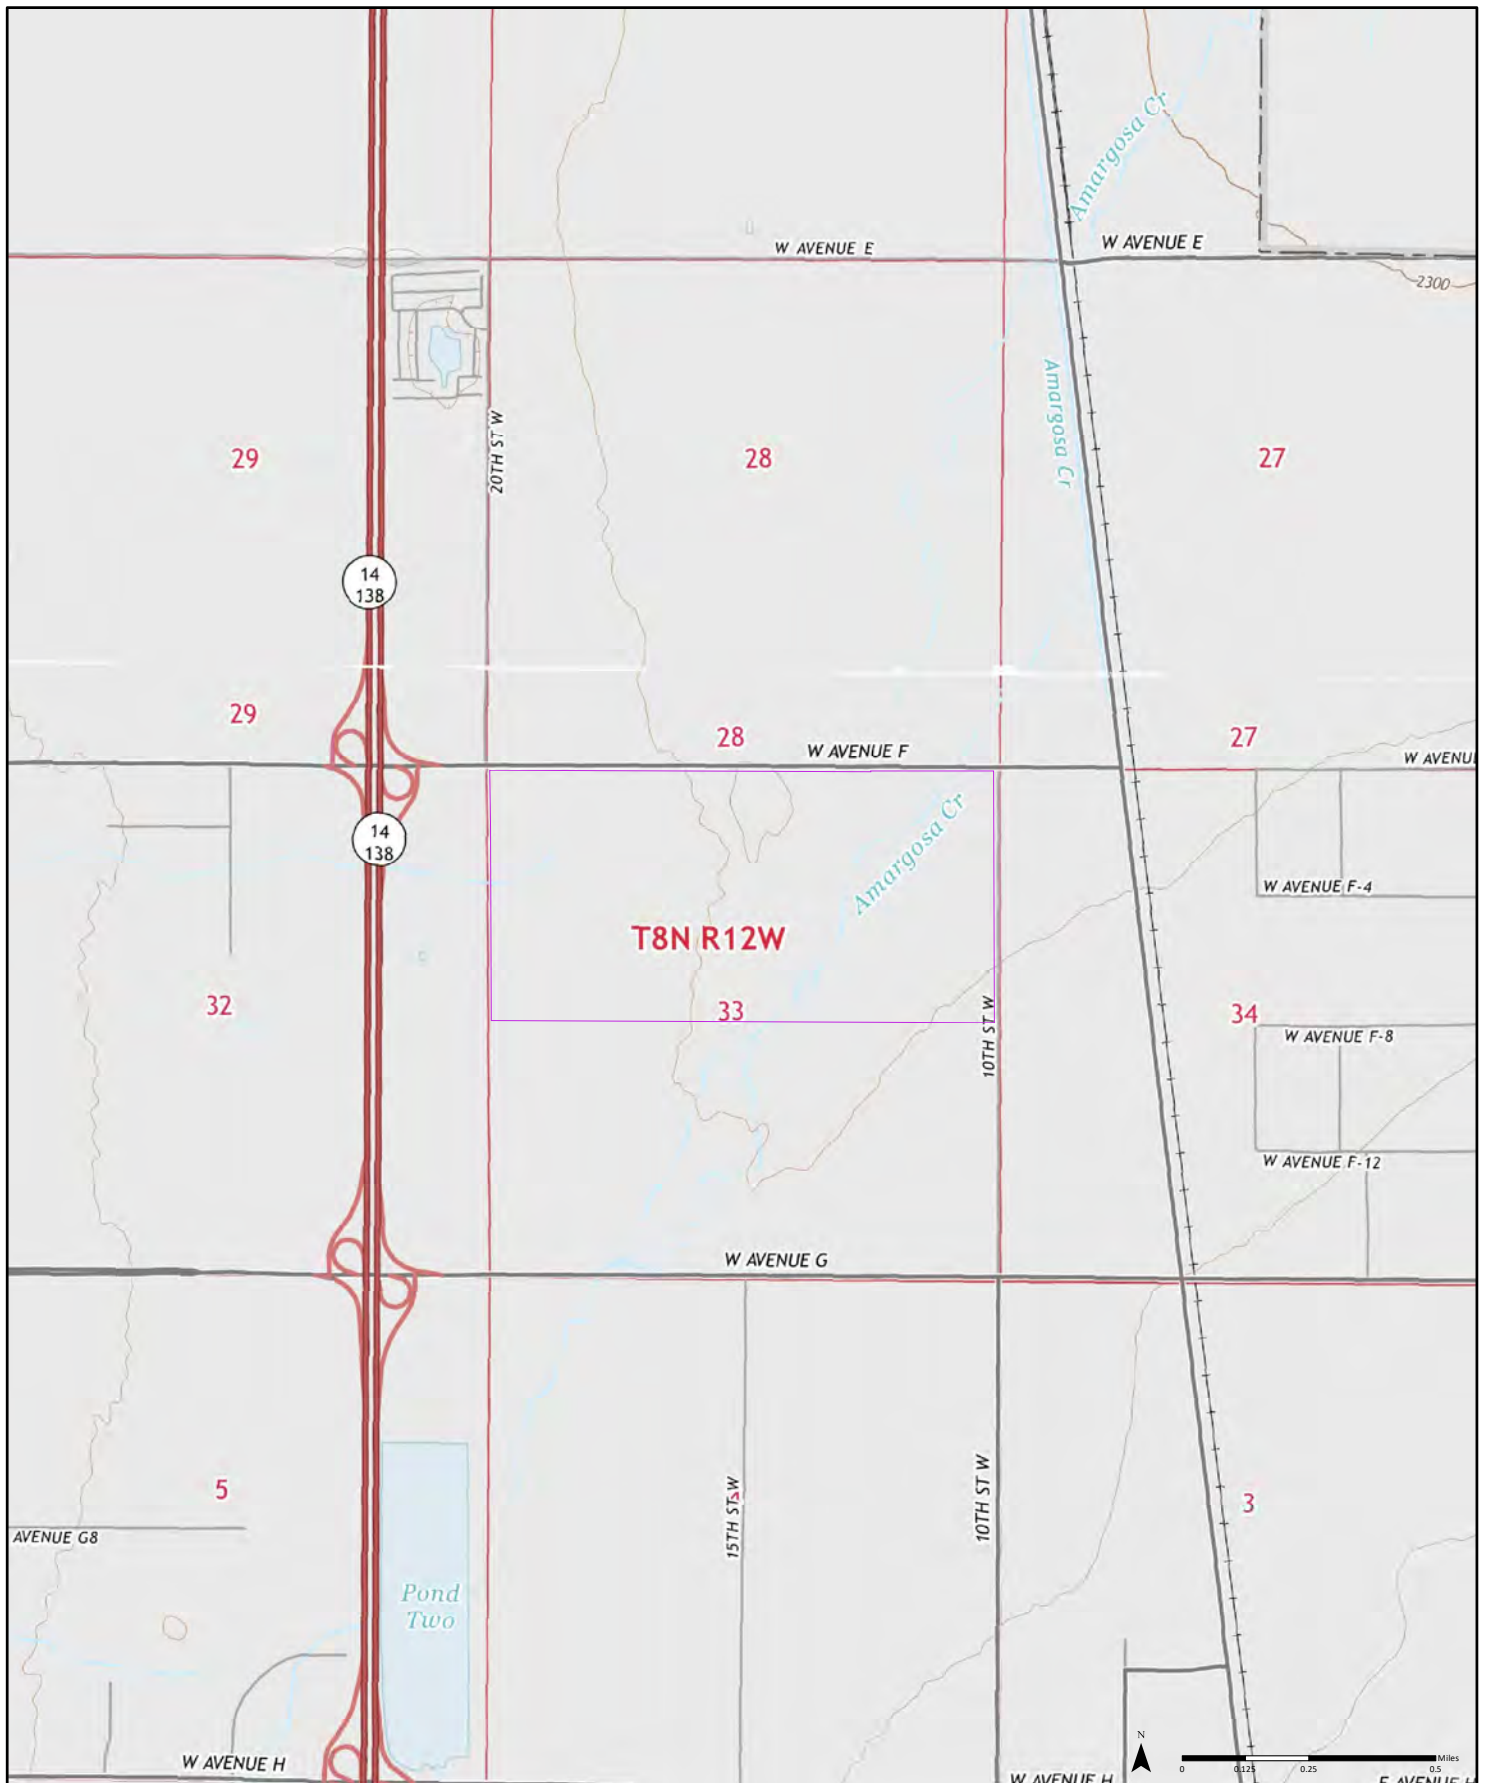 Amargosa Cr
W AVENUE E
W AVENUE E
2300
20TH ST W
Amargosa Cr
29
28
27
14
138
29
28
27
W AVENUE F
W AVENU
14
138
Amargosa Cr
W AVENUE F-4
T8N R12W
32
33
34
10TH ST W
W AVENUE F-8
W AVENUE F-12
W AVENUE G
5
15TH ST W
10TH ST W
3
AVENUE G8
Pond
Two
W AVENUE H
N
Miles
0
0.125
0.25
0.5
W AVENUE H
E AVENUE H